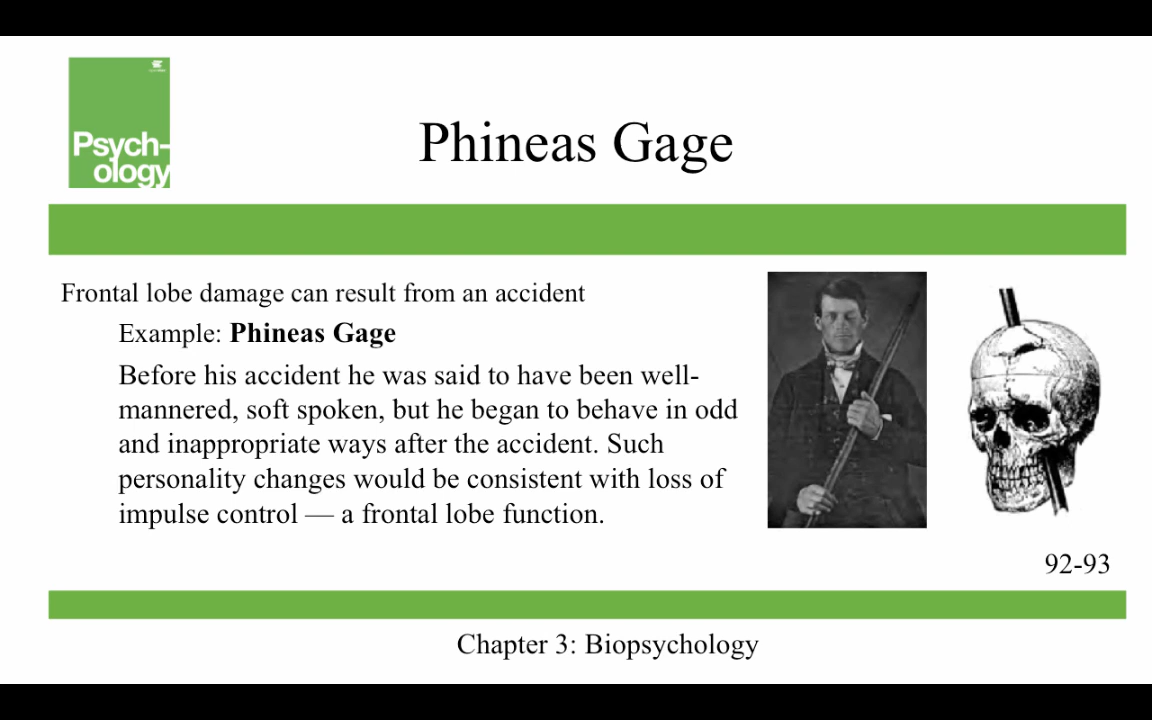 Psych-
ology
Phineas Gage
Frontal lobe damage can result from an accident
Example: Phineas Gage
Before his accident he was said to have been well-
mannered, soft spoken, but he began to behave in odd
and inappropriate ways after the accident. Such
personality changes would be consistent with loss of
impulse control — a frontal lobe function.
92-93
Chapter 3: Biopsychology